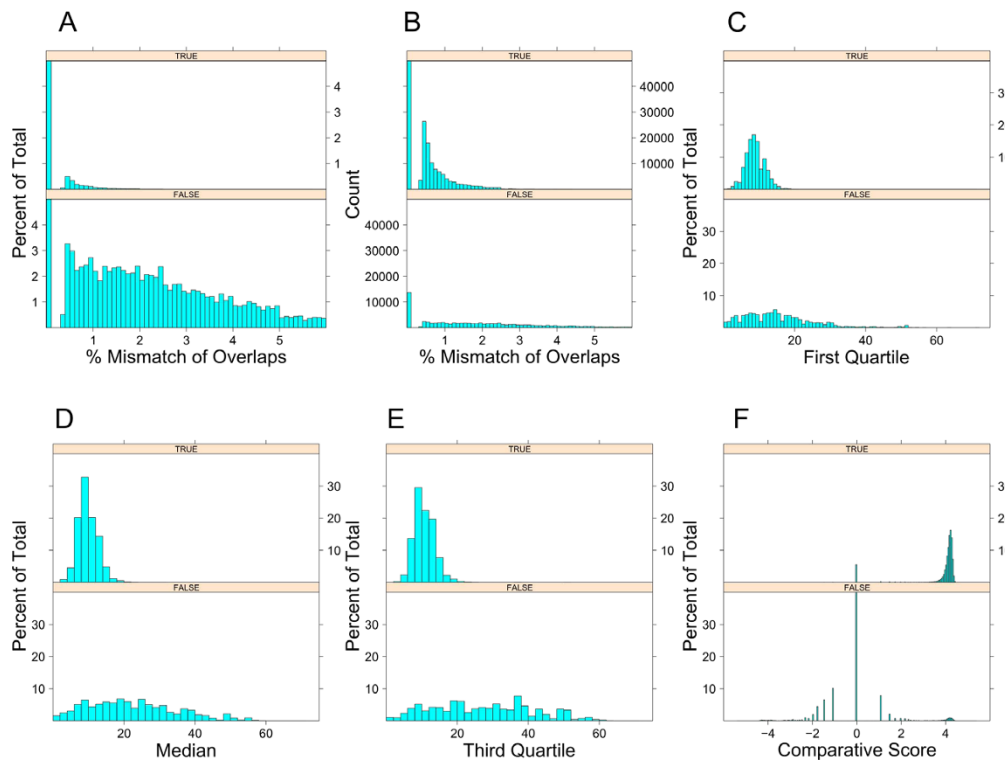 A
B
C
TRUE
TRUE
TRUE
4
3
2
1
40000
30000
20000
10000
3
2
1
Percent of Total
Count
Percent of Total
FALSE
FALSE
FALSE
4
3
2
1
40000
30000
20000
10000
30
20
10
1 2 3 4 5
1 2 3 4 5
20 40 60
% Mismatch of Overlaps
% Mismatch of Overlaps
First Quartile
D
E
F
TRUE
TRUE
TRUE
30
20
10
30
20
10
3
2
1
Percent of Total
Percent of Total
Percent of Total
FALSE
FALSE
FALSE
30
20
10
30
20
10
30
20
10
20 40 60
20 40 60
−4 −2 0 2 4
Median
Third Quartile
Comparative Score